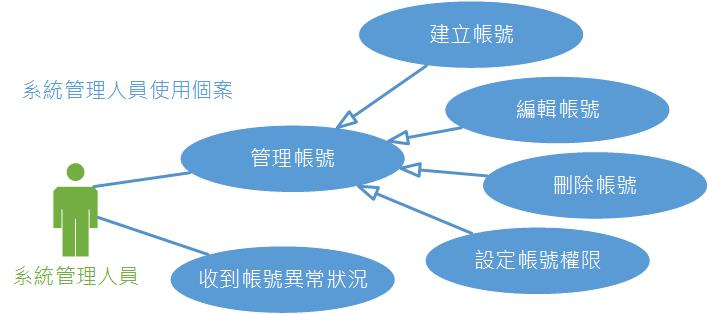 系統管理人員使用個案
建立帳號
編輯帳號
管理帳號
刪除帳號
設定帳號權限
系統管理人員
收到帳號異常狀況